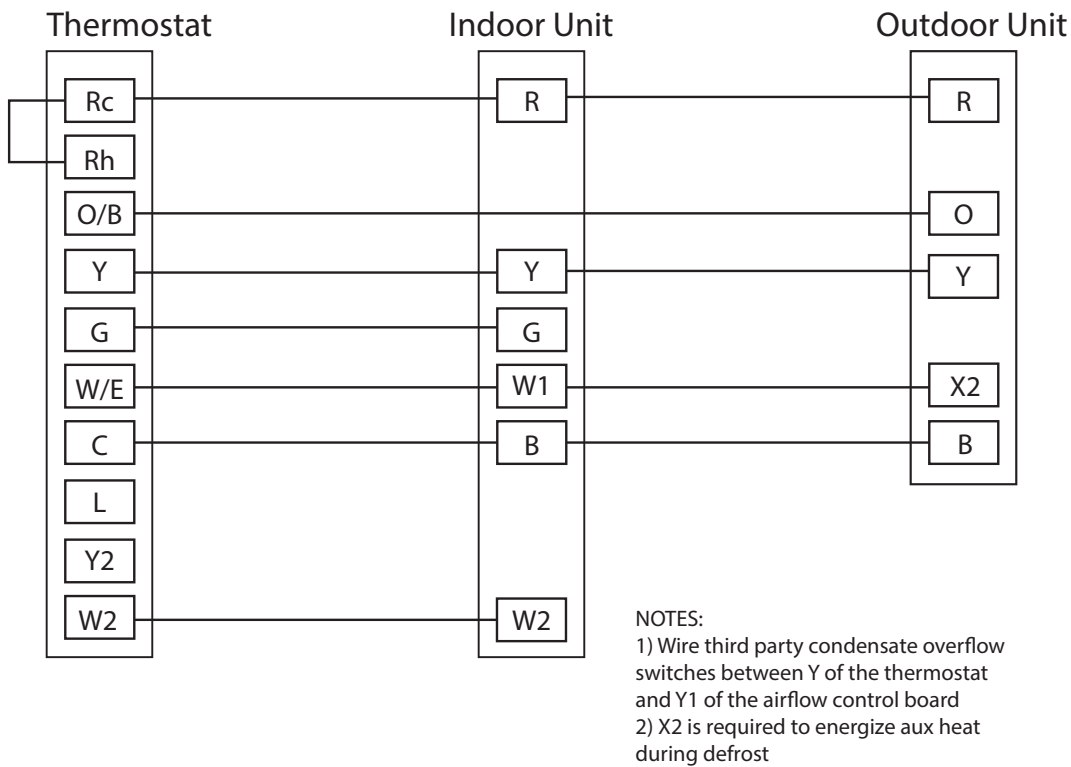 Thermostat Indoor Unit Outdoor Unit
Rc R R
Rh
O/B O
Y Y Y
G G
W/E W1 X2
C B B
L
Y2
W2 W2
NOTES:
1) Wire third party condensate overflow
switches between Y of the thermostat
and Y1 of the airflow control board
2) X2 is required to energize aux heat
during defrost